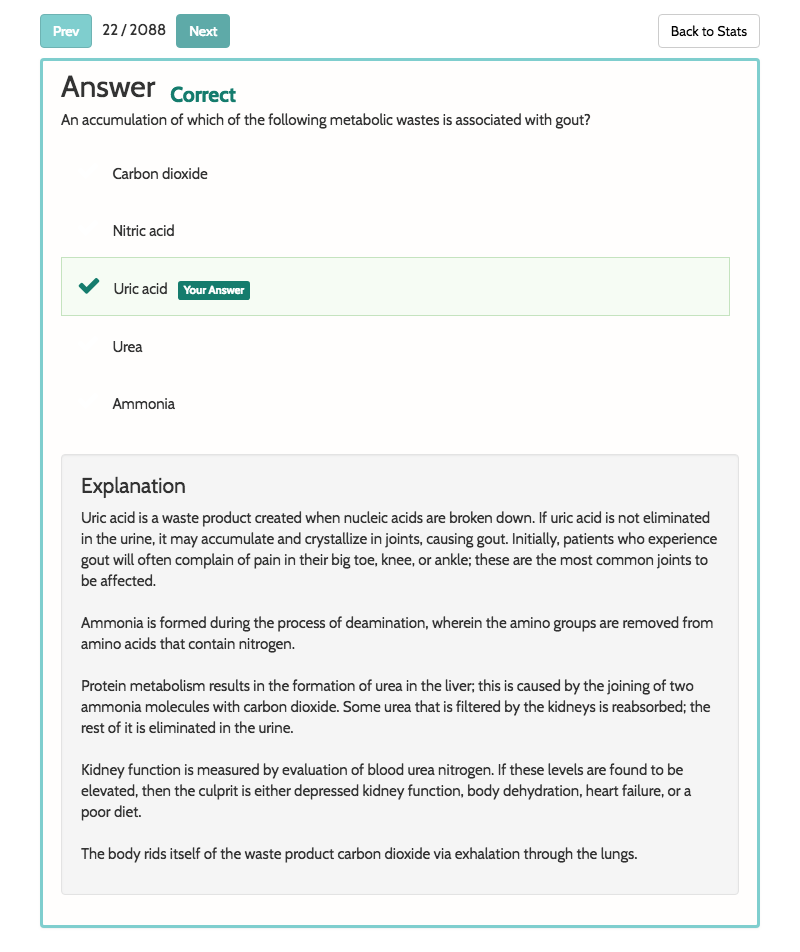 Prev 22 / 2088 Next Back to Stats
Answer Correct
An accumulation of which of the following metabolic wastes is associated with gout?
Carbon dioxide
Nitric acid
Uric acid Your Answer
Urea
Ammonia
Explanation
Uric acid is a waste product created when nucleic acids are broken down. If uric acid is not eliminated
in the urine, it may accumulate and crystallize in joints, causing gout. Initially, patients who experience
gout will often complain of pain in their big toe, knee, or ankle; these are the most common joints to
be affected.
Ammonia is formed during the process of deamination, wherein the amino groups are removed from
amino acids that contain nitrogen.
Protein metabolism results in the formation of urea in the liver; this is caused by the joining of two
ammonia molecules with carbon dioxide. Some urea that is filtered by the kidneys is reabsorbed; the
rest of it is eliminated in the urine.
Kidney function is measured by evaluation of blood urea nitrogen. If these levels are found to be
elevated, then the culprit is either depressed kidney function, body dehydration, heart failure, or a
poor diet.
The body rids itself of the waste product carbon dioxide via exhalation through the lungs.